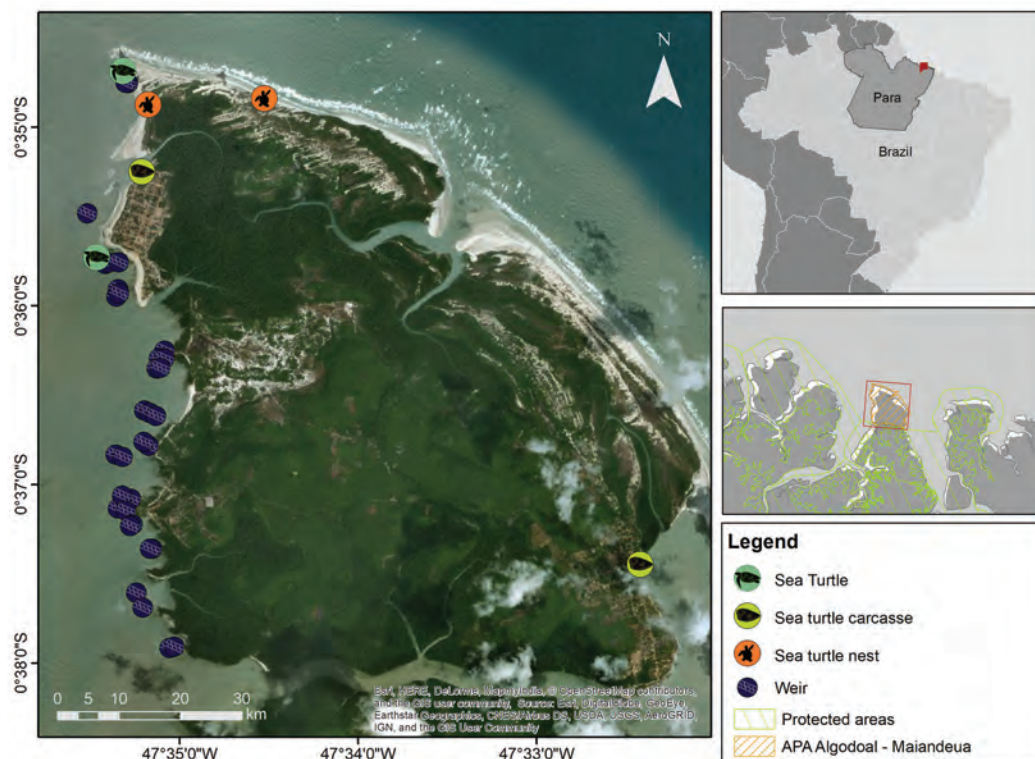 N
0°35'0"S
0°36'0"S
0°37'0"S
0°38'0"S
0 5 10 20 30
km
Esri, HERE, DeLorme, MapmyIndia, © OpenStreetMap contributors,
and the GIS user community, Source: Esri, DigitalGlobe, GeoEye,
Earthstar Geographics, CNES/Airbus DS, USDA, USGS, AeroGRID,
IGN, and the GIS User Community
47°35'0"W
47°34'0"W
47°33'0"W
Para
Brazil
Legend
Sea Turtle
Sea turtle carcasse
Sea turtle nest
Weir
Protected areas
APA Algodoal - Maiandeua